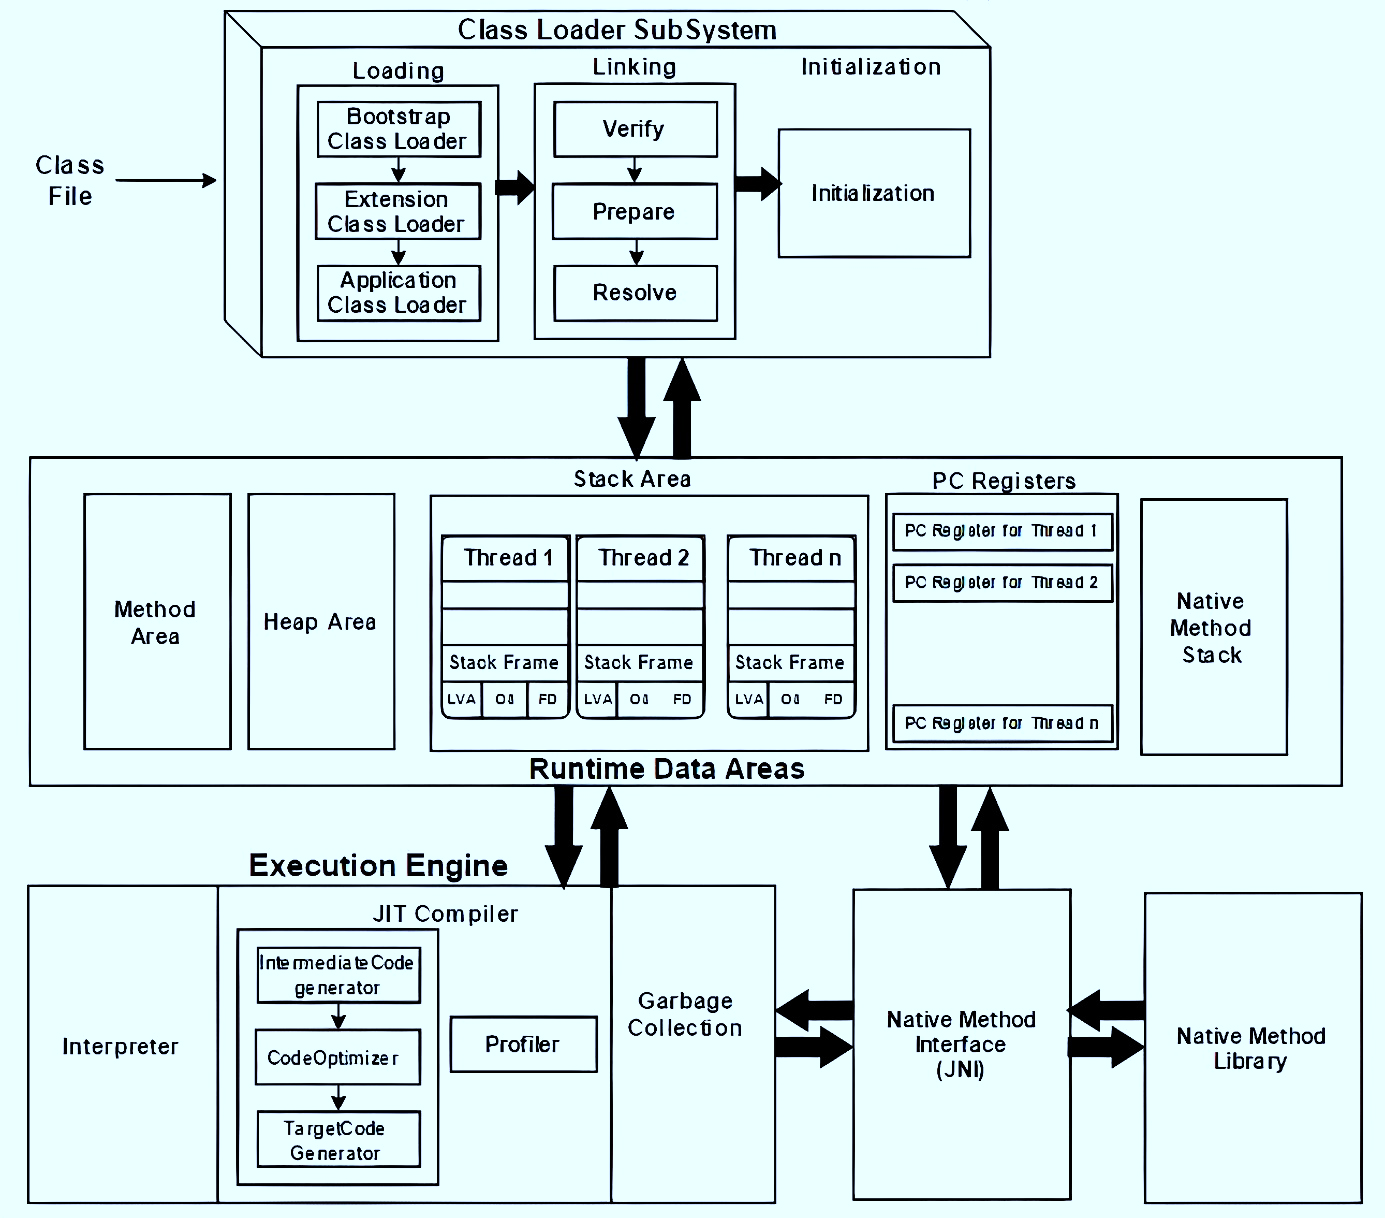 Class Loader SubSystem
Loading
Linking
Initialization
Class
File
Bootstrap
Class Loader
Extension
Class Loader
Application
Class Loader
Verify
Prepare
Resolve
Initialization
Stack Area
PC Registers
Method
Area
Heap Area
Thread 1
Thread 2
Thread n
Stack Frame
Stack Frame
Stack Frame
LVA
FD
LVA
FD
LVA
FD
PC Register for Thread 1
PC Register for Thread 2
PC Register for Thread n
Native
Method
Stack
Runtime Data Areas
Execution Engine
Interpreter
JIT Compiler
IntermediateCode
generator
CodeOptimizer
TargetCode
Generator
Profiler
Garbage
Collection
Native Method
Interface
(JNI)
Native Method
Library